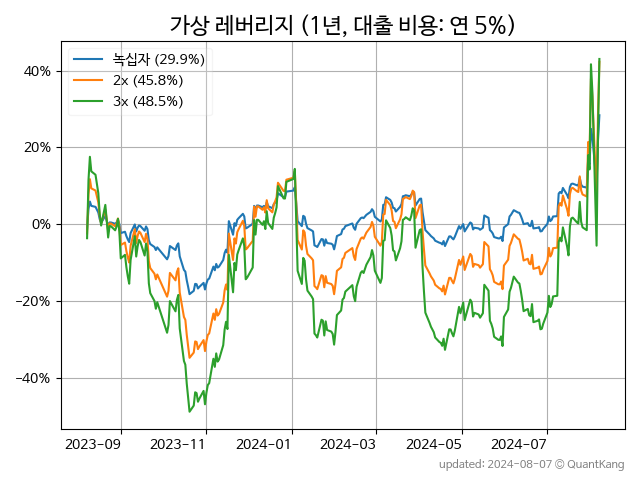 가상 레버리지 (1년, 대출 비용: 연 5%)
녹십자 (29.9%)
2x (45.8%)
3x (48.5%)
40%
20%
0%
−20%
−40%
2023-09 2023-11 2024-01 2024-03 2024-05 2024-07
updated: 2024-08-07 © QuantKang